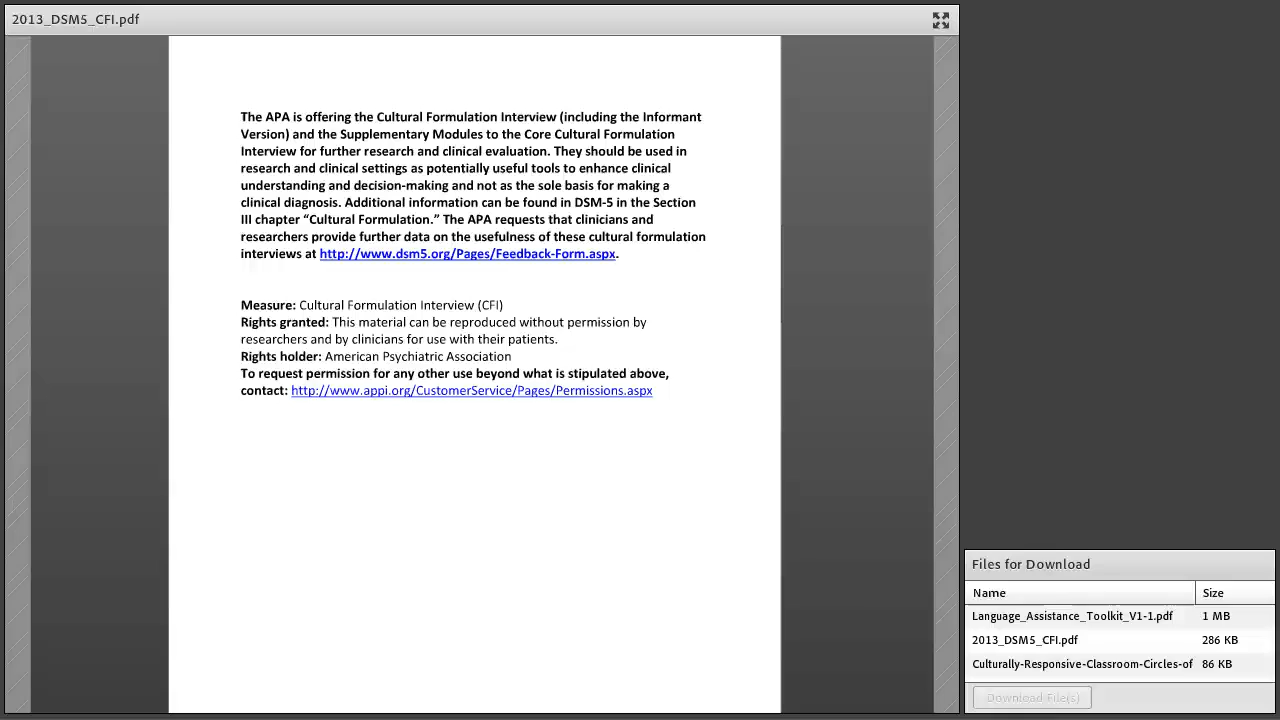 2013_DSM5_CFI.pdf
The APA is offering the Cultural Formulation Interview (including the Informant
Version) and the Supplementary Modules to the Core Cultural Formulation
Interview for further research and clinical evaluation. They should be used in
research and clinical settings as potentially useful tools to enhance clinical
understanding and decision-making and not as the sole basis for making a
clinical diagnosis. Additional information can be found in DSM-5 in the Section
III chapter “Cultural Formulation.” The APA requests that clinicians and
researchers provide further data on the usefulness of these cultural formulation
interviews at http://www.dsm5.org/Pages/Feedback-Form.aspx.
Measure: Cultural Formulation Interview (CFI)
Rights granted: This material can be reproduced without permission by
researchers and by clinicians for use with their patients.
Rights holder: American Psychiatric Association
To request permission for any other use beyond what is stipulated above,
contact: http://www.appi.org/CustomerService/Pages/Permissions.aspx
Files for Download
Name Size
Language_Assistance_Toolkit_V1-1.pdf 1 MB
2013_DSM5_CFI.pdf 286 KB
Culturally-Responsive-Classroom-Circles-of 86 KB
Download File(s)